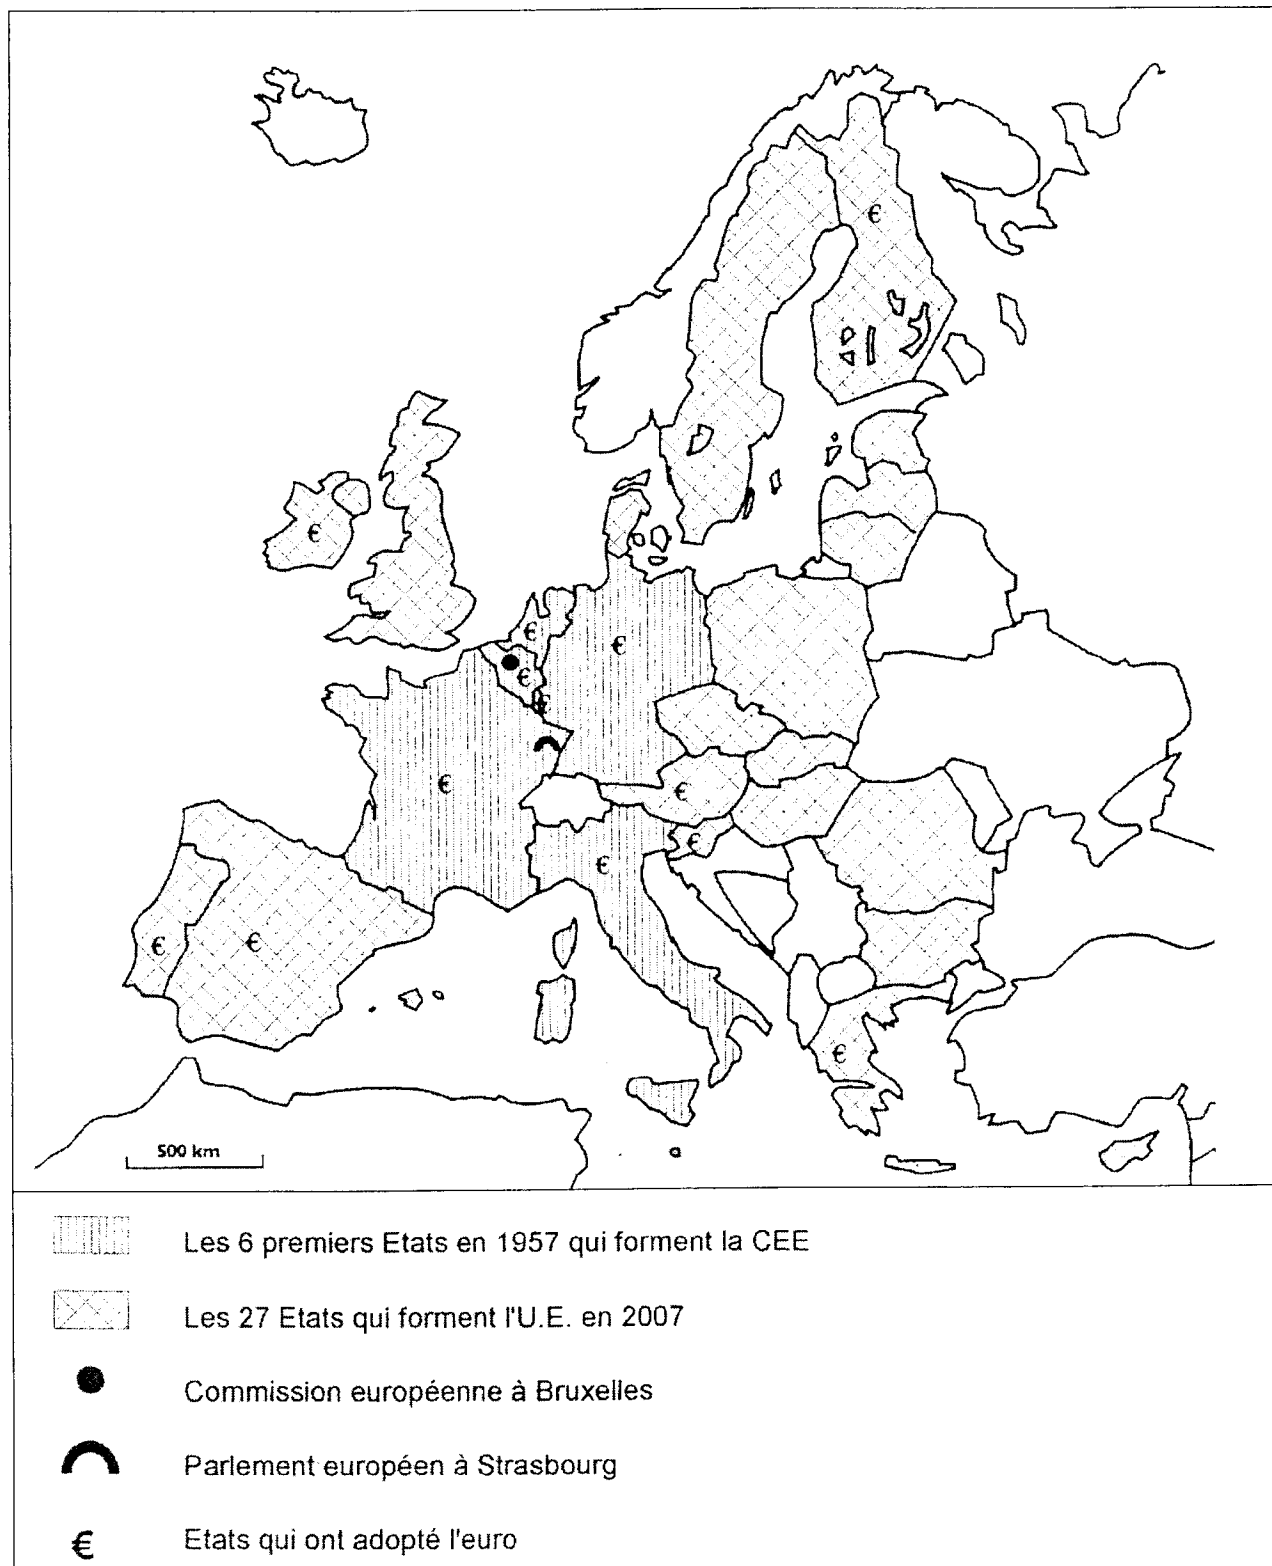 €
€
€
€
€
€
€
€
€
€
€
€
€
500 km
Les 6 premiers Etats en 1957 qui forment la CEE
Les 27 Etats qui forment l'U.E. en 2007
Commission européenne à Bruxelles
Parlement européen à Strasbourg
€ Etats qui ont adopté l'euro